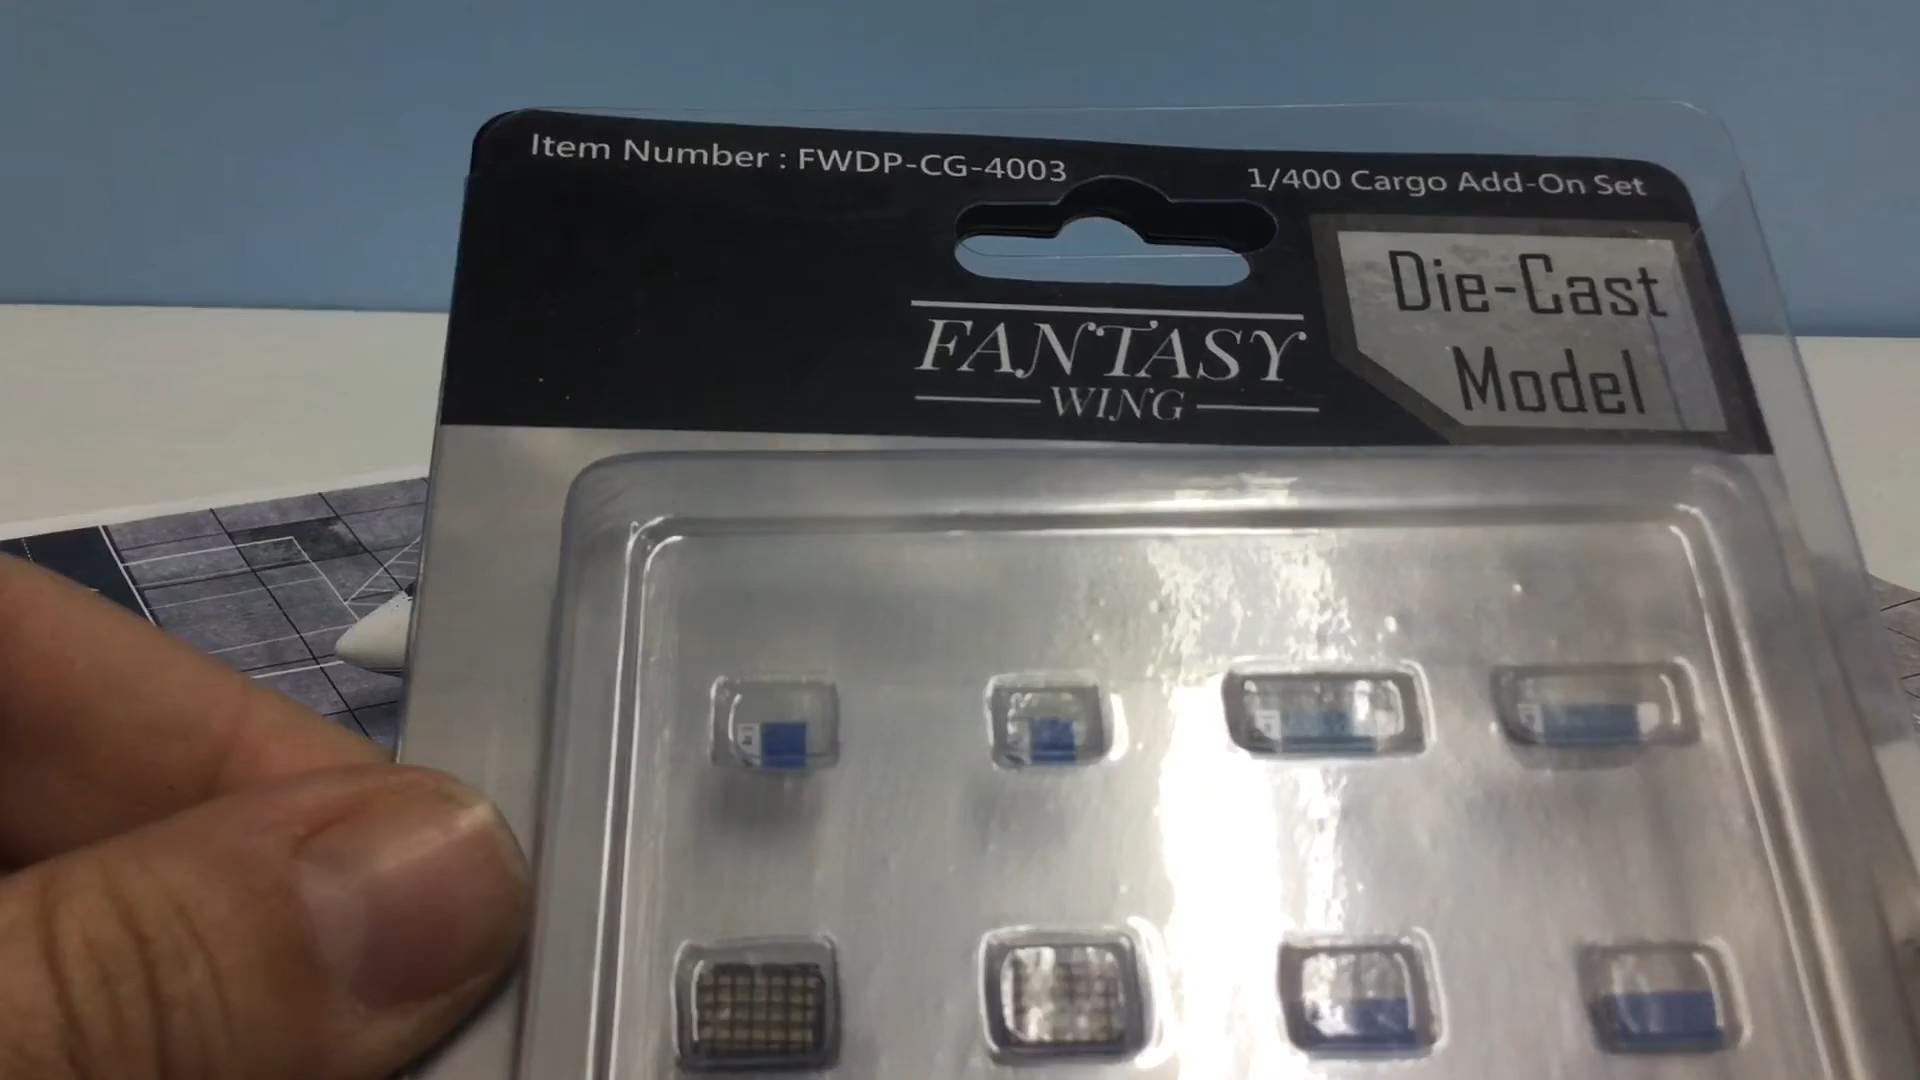 Item Number : FWDP-CG-4003
1/400 Cargo Add-On Set
Die-Cast
Model
FANTASY
WING